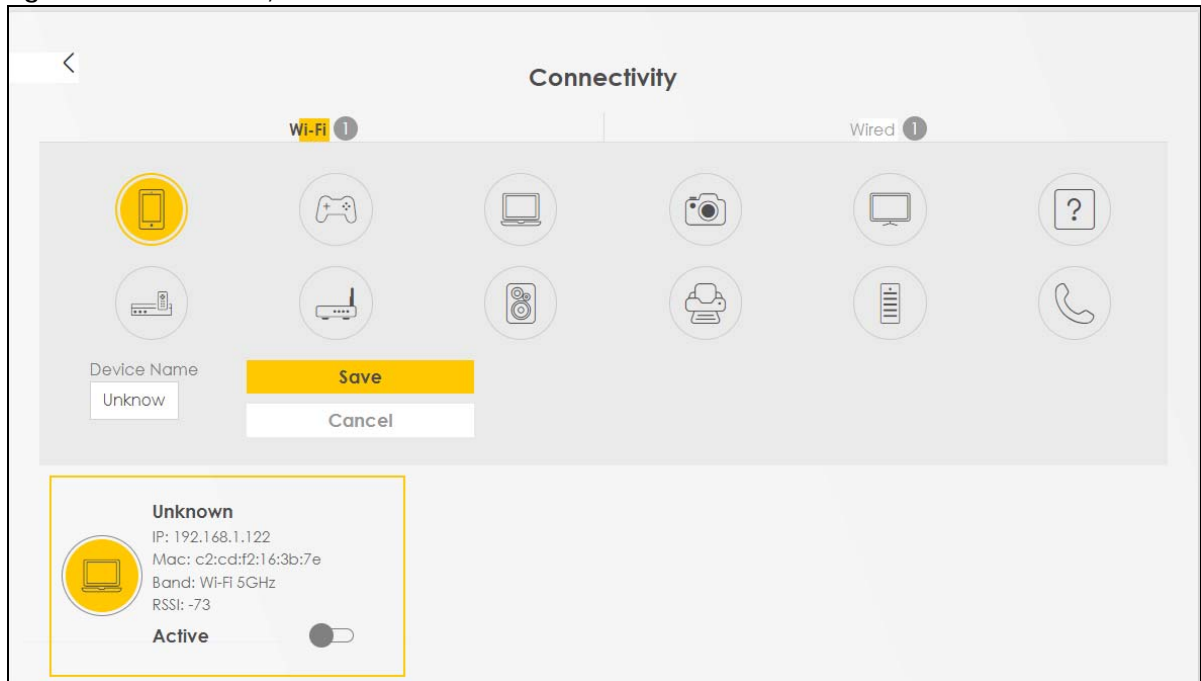 Connectivity
Wi-Fi 1
Wired 1
?
Device Name
Unknow
Save
Cancel
Unknown
IP: 192.168.1.122
Mac: c2:cd:f2:16:3b:7e
Band: Wi-Fi 5GHz
RSSI: -73
Active